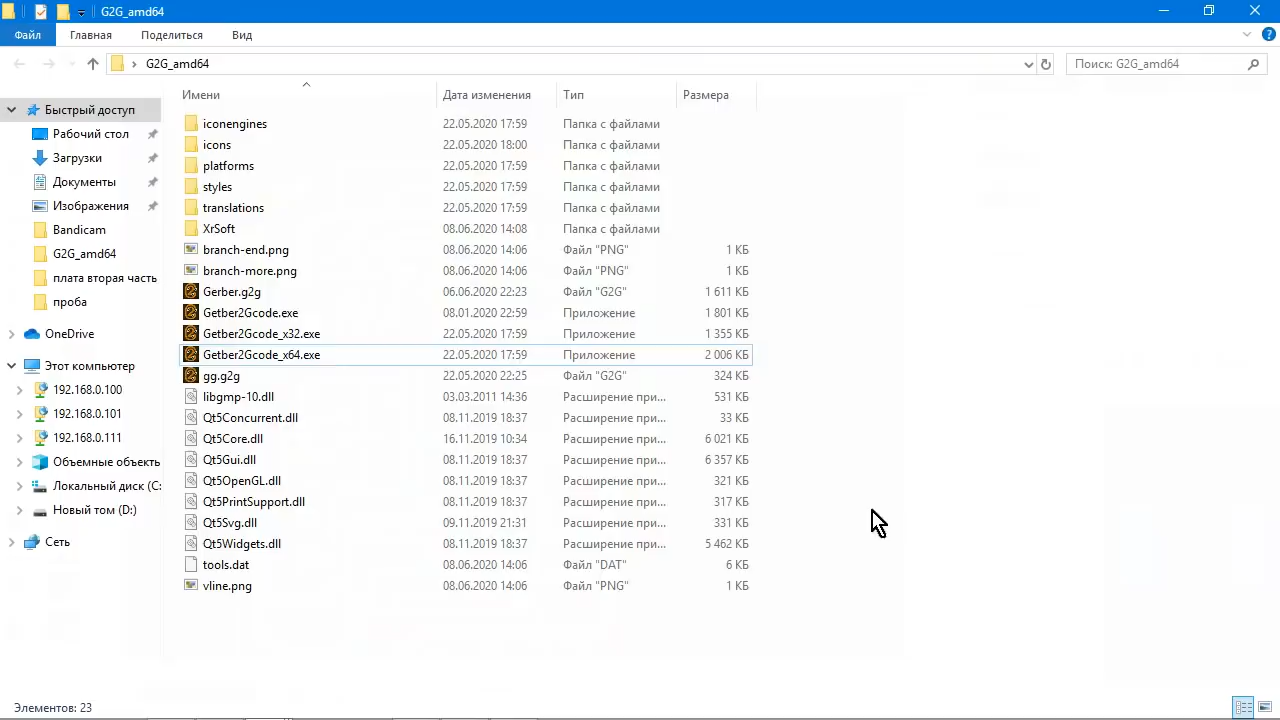 G2G_amd64
Файл Главная Поделиться Вид
G2G_amd64 Поиск: G2G_amd64
Имени Дата изменения Тип Размера
Быстрый доступ
Рабочий стол
Загрузки
Документы
Изображения
Bandicam
G2G_amd64
плата вторая часть
проба
OneDrive
Этот компьютер
192.168.0.100
192.168.0.101
192.168.0.111
Объемные объекть
Локальный диск (C:
Новый том (D:)
Сеть
iconengines 22.05.2020 17:59 Папка с файлами
icons 22.05.2020 18:00 Папка с файлами
platforms 22.05.2020 17:59 Папка с файлами
styles 22.05.2020 17:59 Папка с файлами
translations 22.05.2020 17:59 Папка с файлами
XrSoft 08.06.2020 14:08 Папка с файлами
branch-end.png 08.06.2020 14:06 Файл "PNG" 1 КБ
branch-more.png 08.06.2020 14:06 Файл "PNG" 1 КБ
Gerber.g2g 06.06.2020 22:23 Файл "G2G" 1 611 КБ
Getber2Gcode.exe 08.01.2020 22:59 Приложение 1 801 КБ
Getber2Gcode_x32.exe 22.05.2020 17:59 Приложение 1 355 КБ
Getber2Gcode_x64.exe 22.05.2020 17:59 Приложение 2 006 КБ
gg.g2g 22.05.2020 22:25 Файл "G2G" 324 КБ
libgmp-10.dll 03.03.2011 14:36 Расширение при... 531 КБ
Qt5Concurrent.dll 08.11.2019 18:37 Расширение при... 33 КБ
Qt5Core.dll 16.11.2019 10:34 Расширение при... 6 021 КБ
Qt5Gui.dll 08.11.2019 18:37 Расширение при... 6 357 КБ
Qt5OpenGL.dll 08.11.2019 18:37 Расширение при... 321 КБ
Qt5PrintSupport.dll 08.11.2019 18:37 Расширение при... 317 КБ
Qt5Svg.dll 09.11.2019 21:31 Расширение при... 331 КБ
Qt5Widgets.dll 08.11.2019 18:37 Расширение при... 5 462 КБ
tools.dat 08.06.2020 14:06 Файл "DAT" 6 КБ
vline.png 08.06.2020 14:06 Файл "PNG" 1 КБ
Элементов: 23